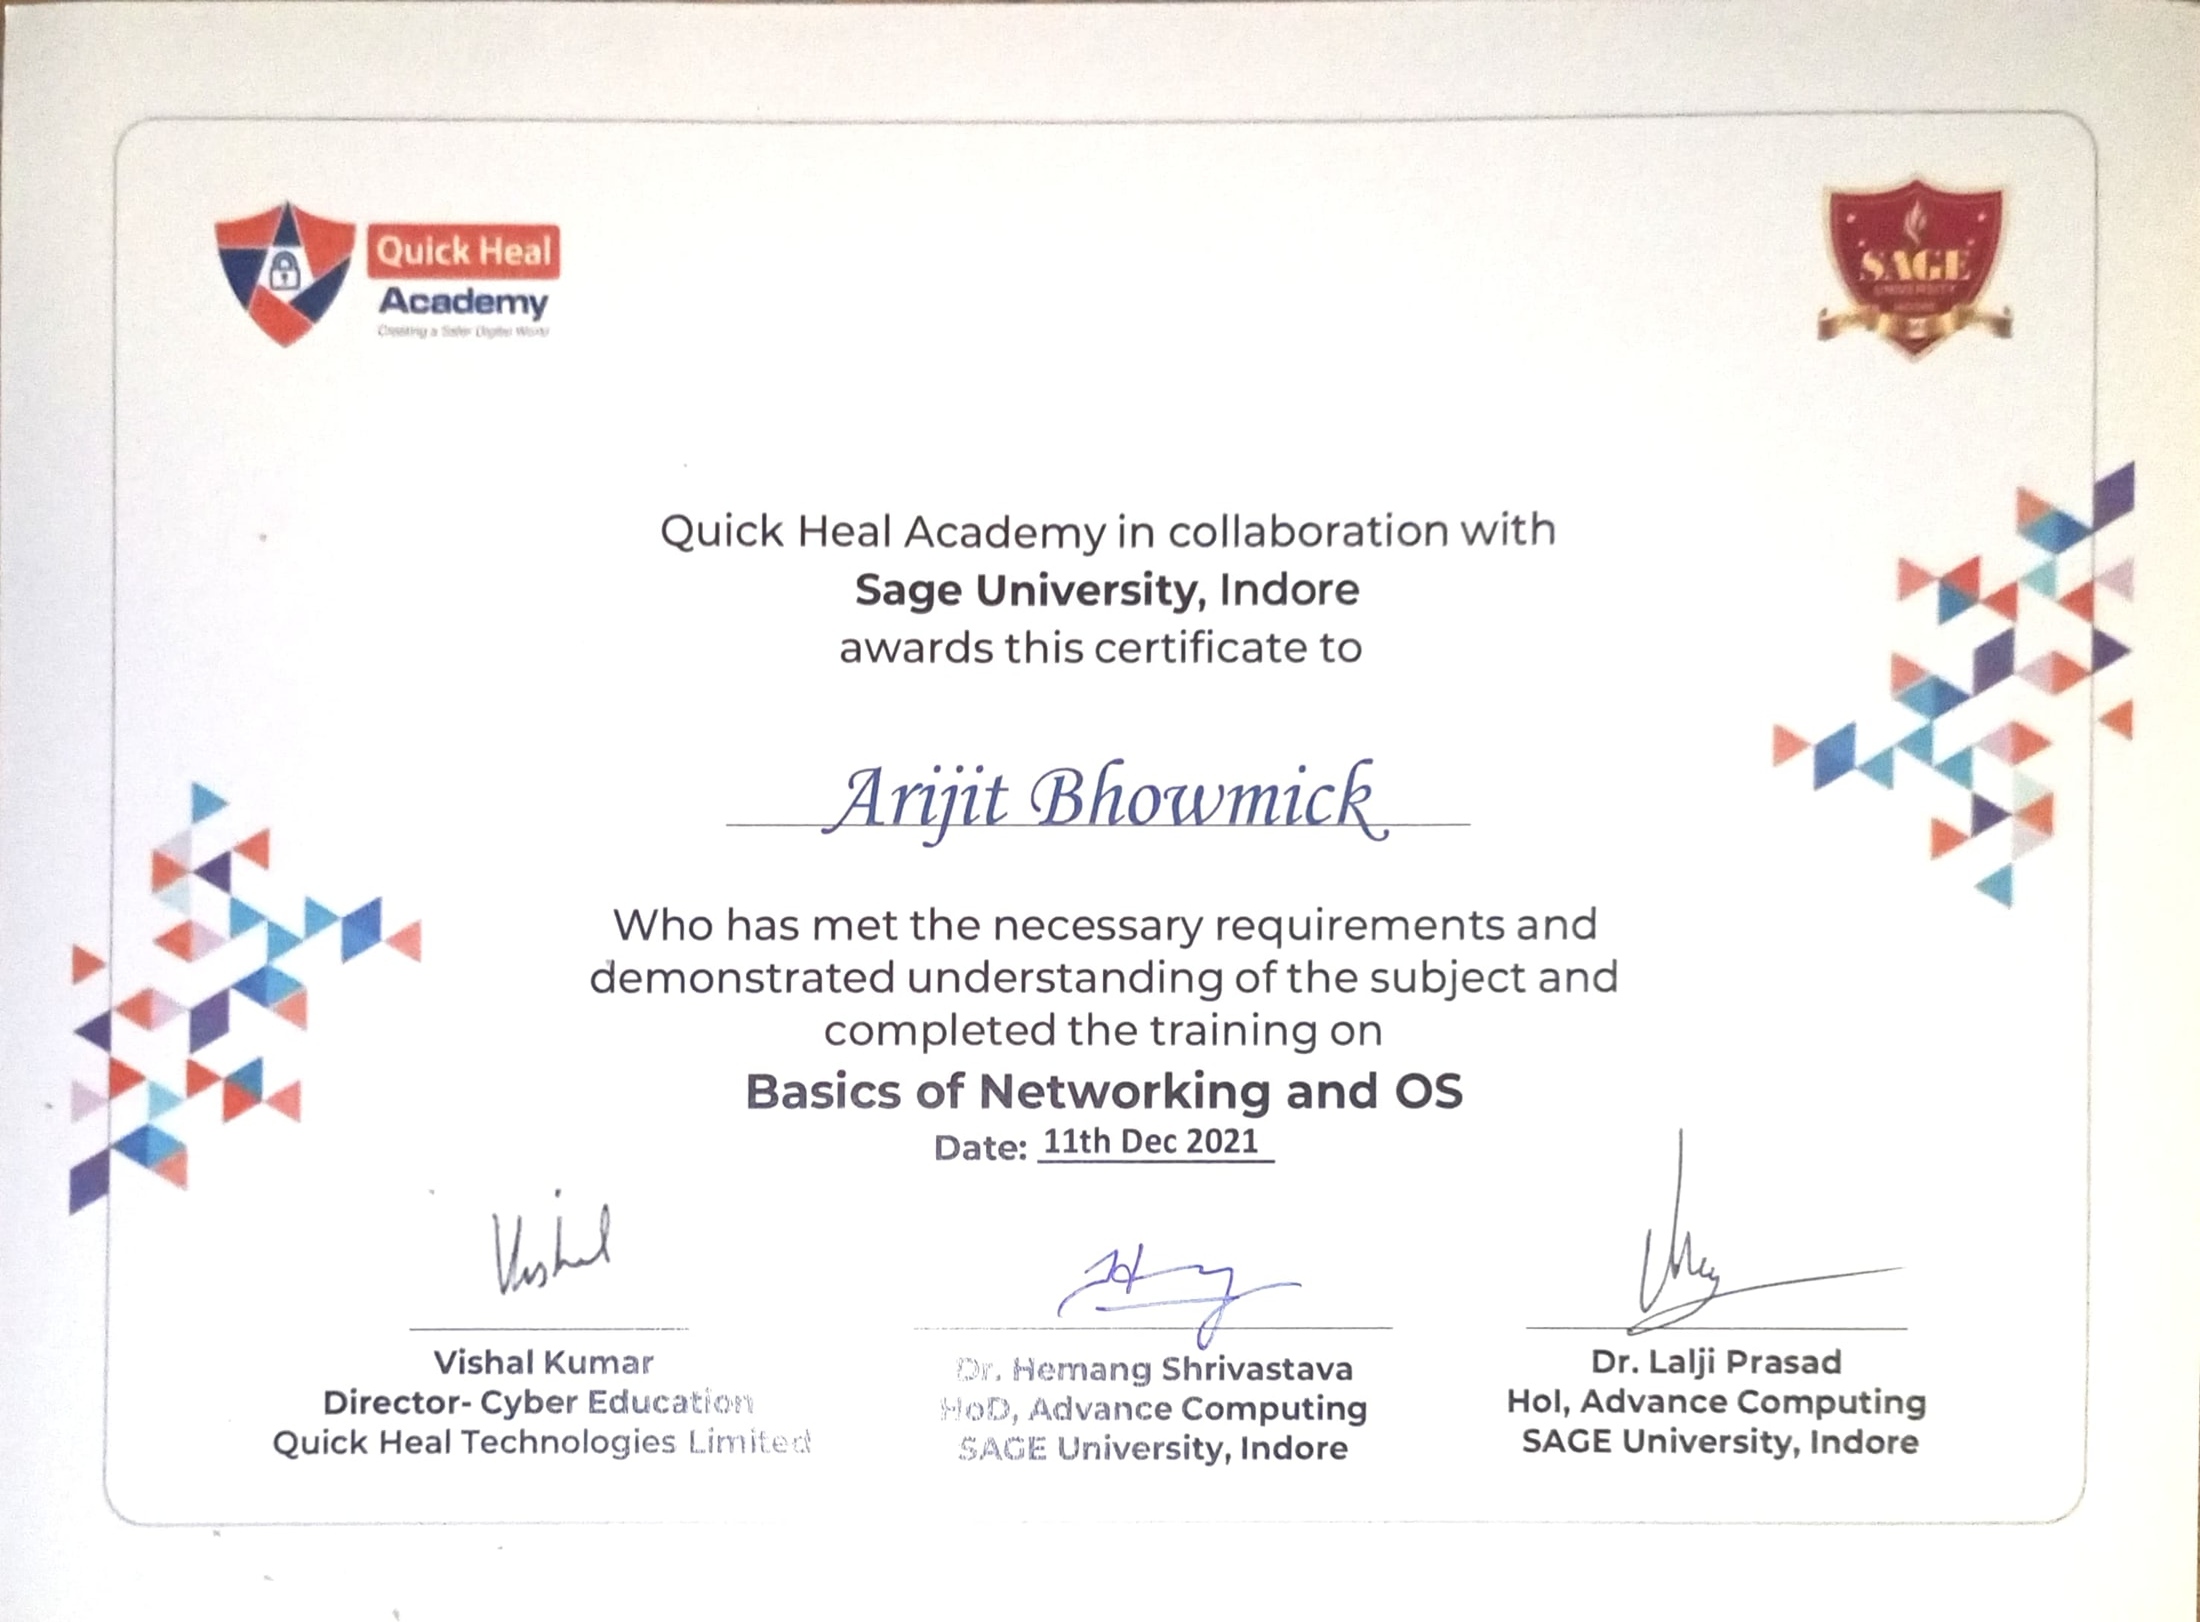 Quick Heal
Academy
Creating a Safer Digital World
SAGE
UNIVERSITY
INDORE
Quick Heal Academy in collaboration with
Sage University, Indore
awards this certificate to
Arijit Bhowmick
Who has met the necessary requirements and
demonstrated understanding of the subject and
completed the training on
Basics of Networking and OS
Date: 11th Dec 2021
Vishal
Vishal Kumar
Director- Cyber Education
Quick Heal Technologies Limited
Dr. Hemang Shrivastava
HoD, Advance Computing
SAGE University, Indore
Dr. Lalji Prasad
HoI, Advance Computing
SAGE University, Indore